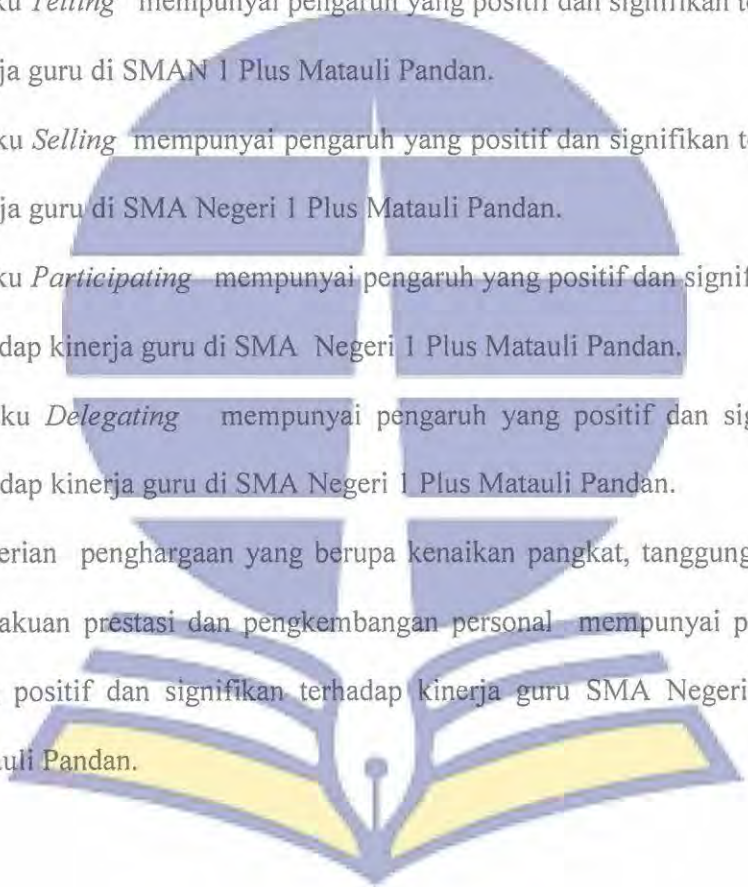 ku Telling mempunyai pengaruh yang positif dan signifikan te
ja guru di SMAN 1 Plus Matauli Pandan.
ku Selling mempunyai pengaruh yang positif dan signifikan te
ja guru di SMA Negeri 1 Plus Matauli Pandan.
ku Participating mempunyai pengaruh yang positif dan signif
dap kinerja guru di SMA Negeri 1 Plus Matauli Pandan.
ku Delegating mempunyai pengaruh yang positif dan sig
dap kinerja guru di SMA Negeri 1 Plus Matauli Pandan.
erian penghargaan yang berupa kenaikan pangkat, tanggung
akuan prestasi dan pengkembangan personal mempunyai p
positif dan signifikan terhadap kinerja guru SMA Negeri
uli Pandan.